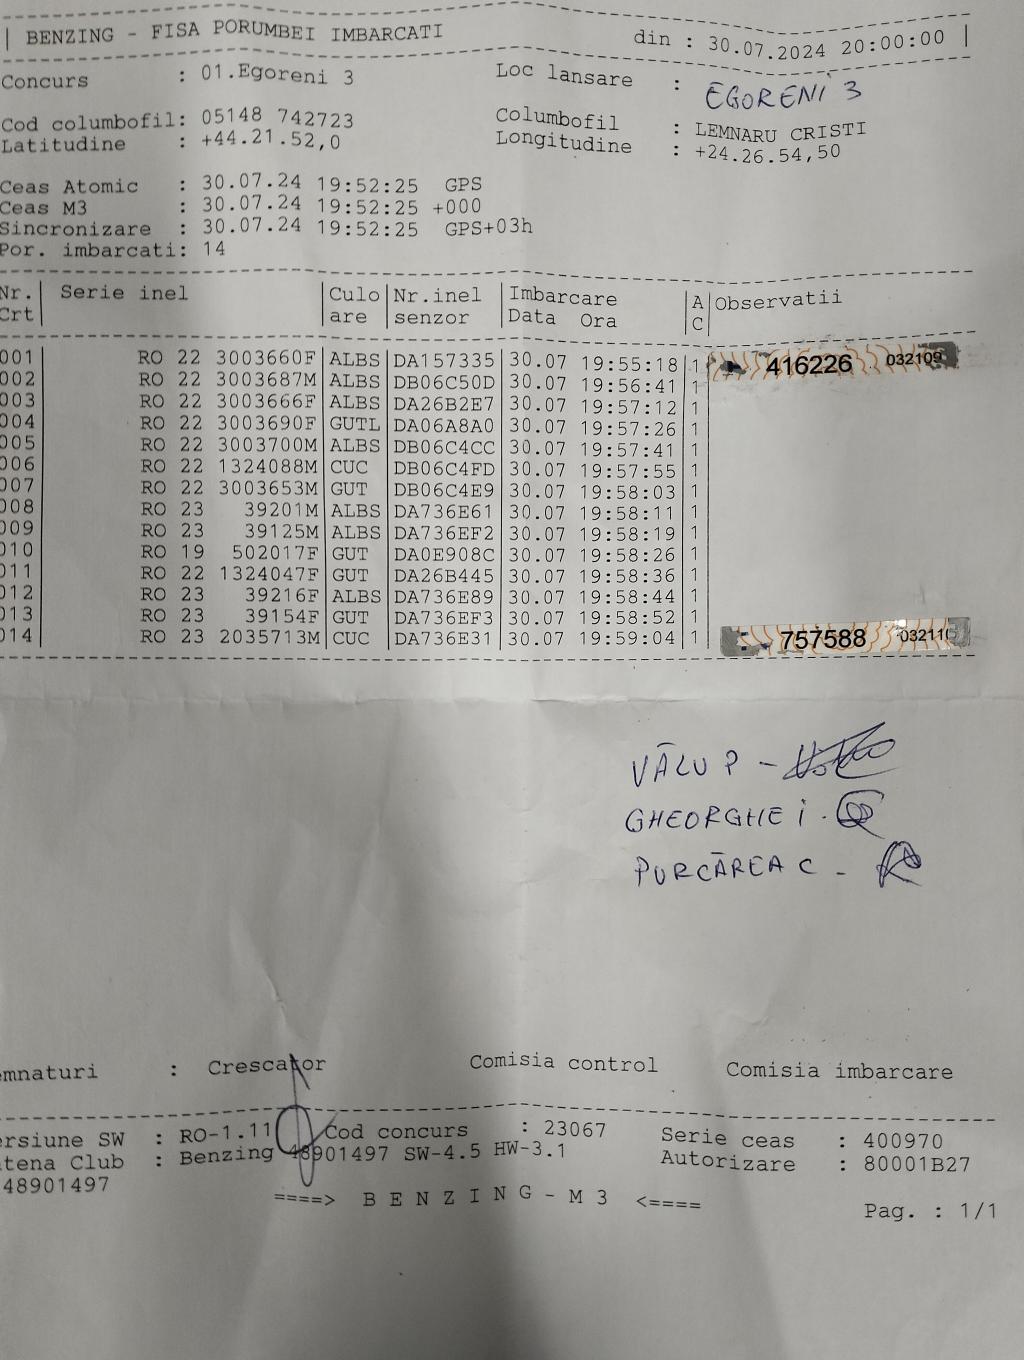 | BENZING - FISA PORUMBEI IMBARCATI din : 30.07.2024 20:00:00 |
Concurs : 01.Egoreni 3 Loc lansare : EGORENI 3
Cod columbofil: 05148 742723 Columbofil : LEMNARU CRISTI
Latitudine : +44.21.52,0 Longitudine : +24.26.54,50
Ceas Atomic : 30.07.24 19:52:25 GPS
Ceas M3 : 30.07.24 19:52:25 +000
Sincronizare : 30.07.24 19:52:25 GPS+03h
Por. imbarcati: 14
Nr. | Serie inel | Culo | Nr.inel | Imbarcare | A | Observatii
Crt | | are | senzor | Data Ora | C |
001 | RO 22 3003660F | ALBS | DA157335 | 30.07 19:55:18 | 1 | 416226 032109
002 | RO 22 3003687M | ALBS | DB06C50D | 30.07 19:56:41 | 1 |
003 | RO 22 3003666F | ALBS | DA26B2E7 | 30.07 19:57:12 | 1 |
004 | RO 22 3003690F | GUTL | DA06A8A0 | 30.07 19:57:26 | 1 |
005 | RO 22 3003700M | ALBS | DB06C4CC | 30.07 19:57:41 | 1 |
006 | RO 22 1324088M | CUC | DB06C4FD | 30.07 19:57:55 | 1 |
007 | RO 22 3003653M | GUT | DB06C4E9 | 30.07 19:58:03 | 1 |
008 | RO 23 39201M | ALBS | DA736E61 | 30.07 19:58:11 | 1 |
009 | RO 23 39125M | ALBS | DA736EF2 | 30.07 19:58:19 | 1 |
010 | RO 19 502017F | GUT | DA0E908C | 30.07 19:58:26 | 1 |
011 | RO 22 1324047F | GUT | DA26B445 | 30.07 19:58:36 | 1 |
012 | RO 23 39216F | ALBS | DA736E89 | 30.07 19:58:44 | 1 |
013 | RO 23 39154F | GUT | DA736EF3 | 30.07 19:58:52 | 1 |
014 | RO 23 2035713M | CUC | DA736E31 | 30.07 19:59:04 | 1 | 757588 03211
VĂLU P -
GHEORGHE I.
PURCĂREA C -
emnaturi : Crescator Comisia control Comisia imbarcare
ersiune SW : RO-1.11 Cod concurs : 23067 Serie ceas : 400970
ntena Club : Benzing 48901497 SW-4.5 HW-3.1 Autorizare : 80001B27
48901497
====> B E N Z I N G - M 3 <====
Pag. : 1/1